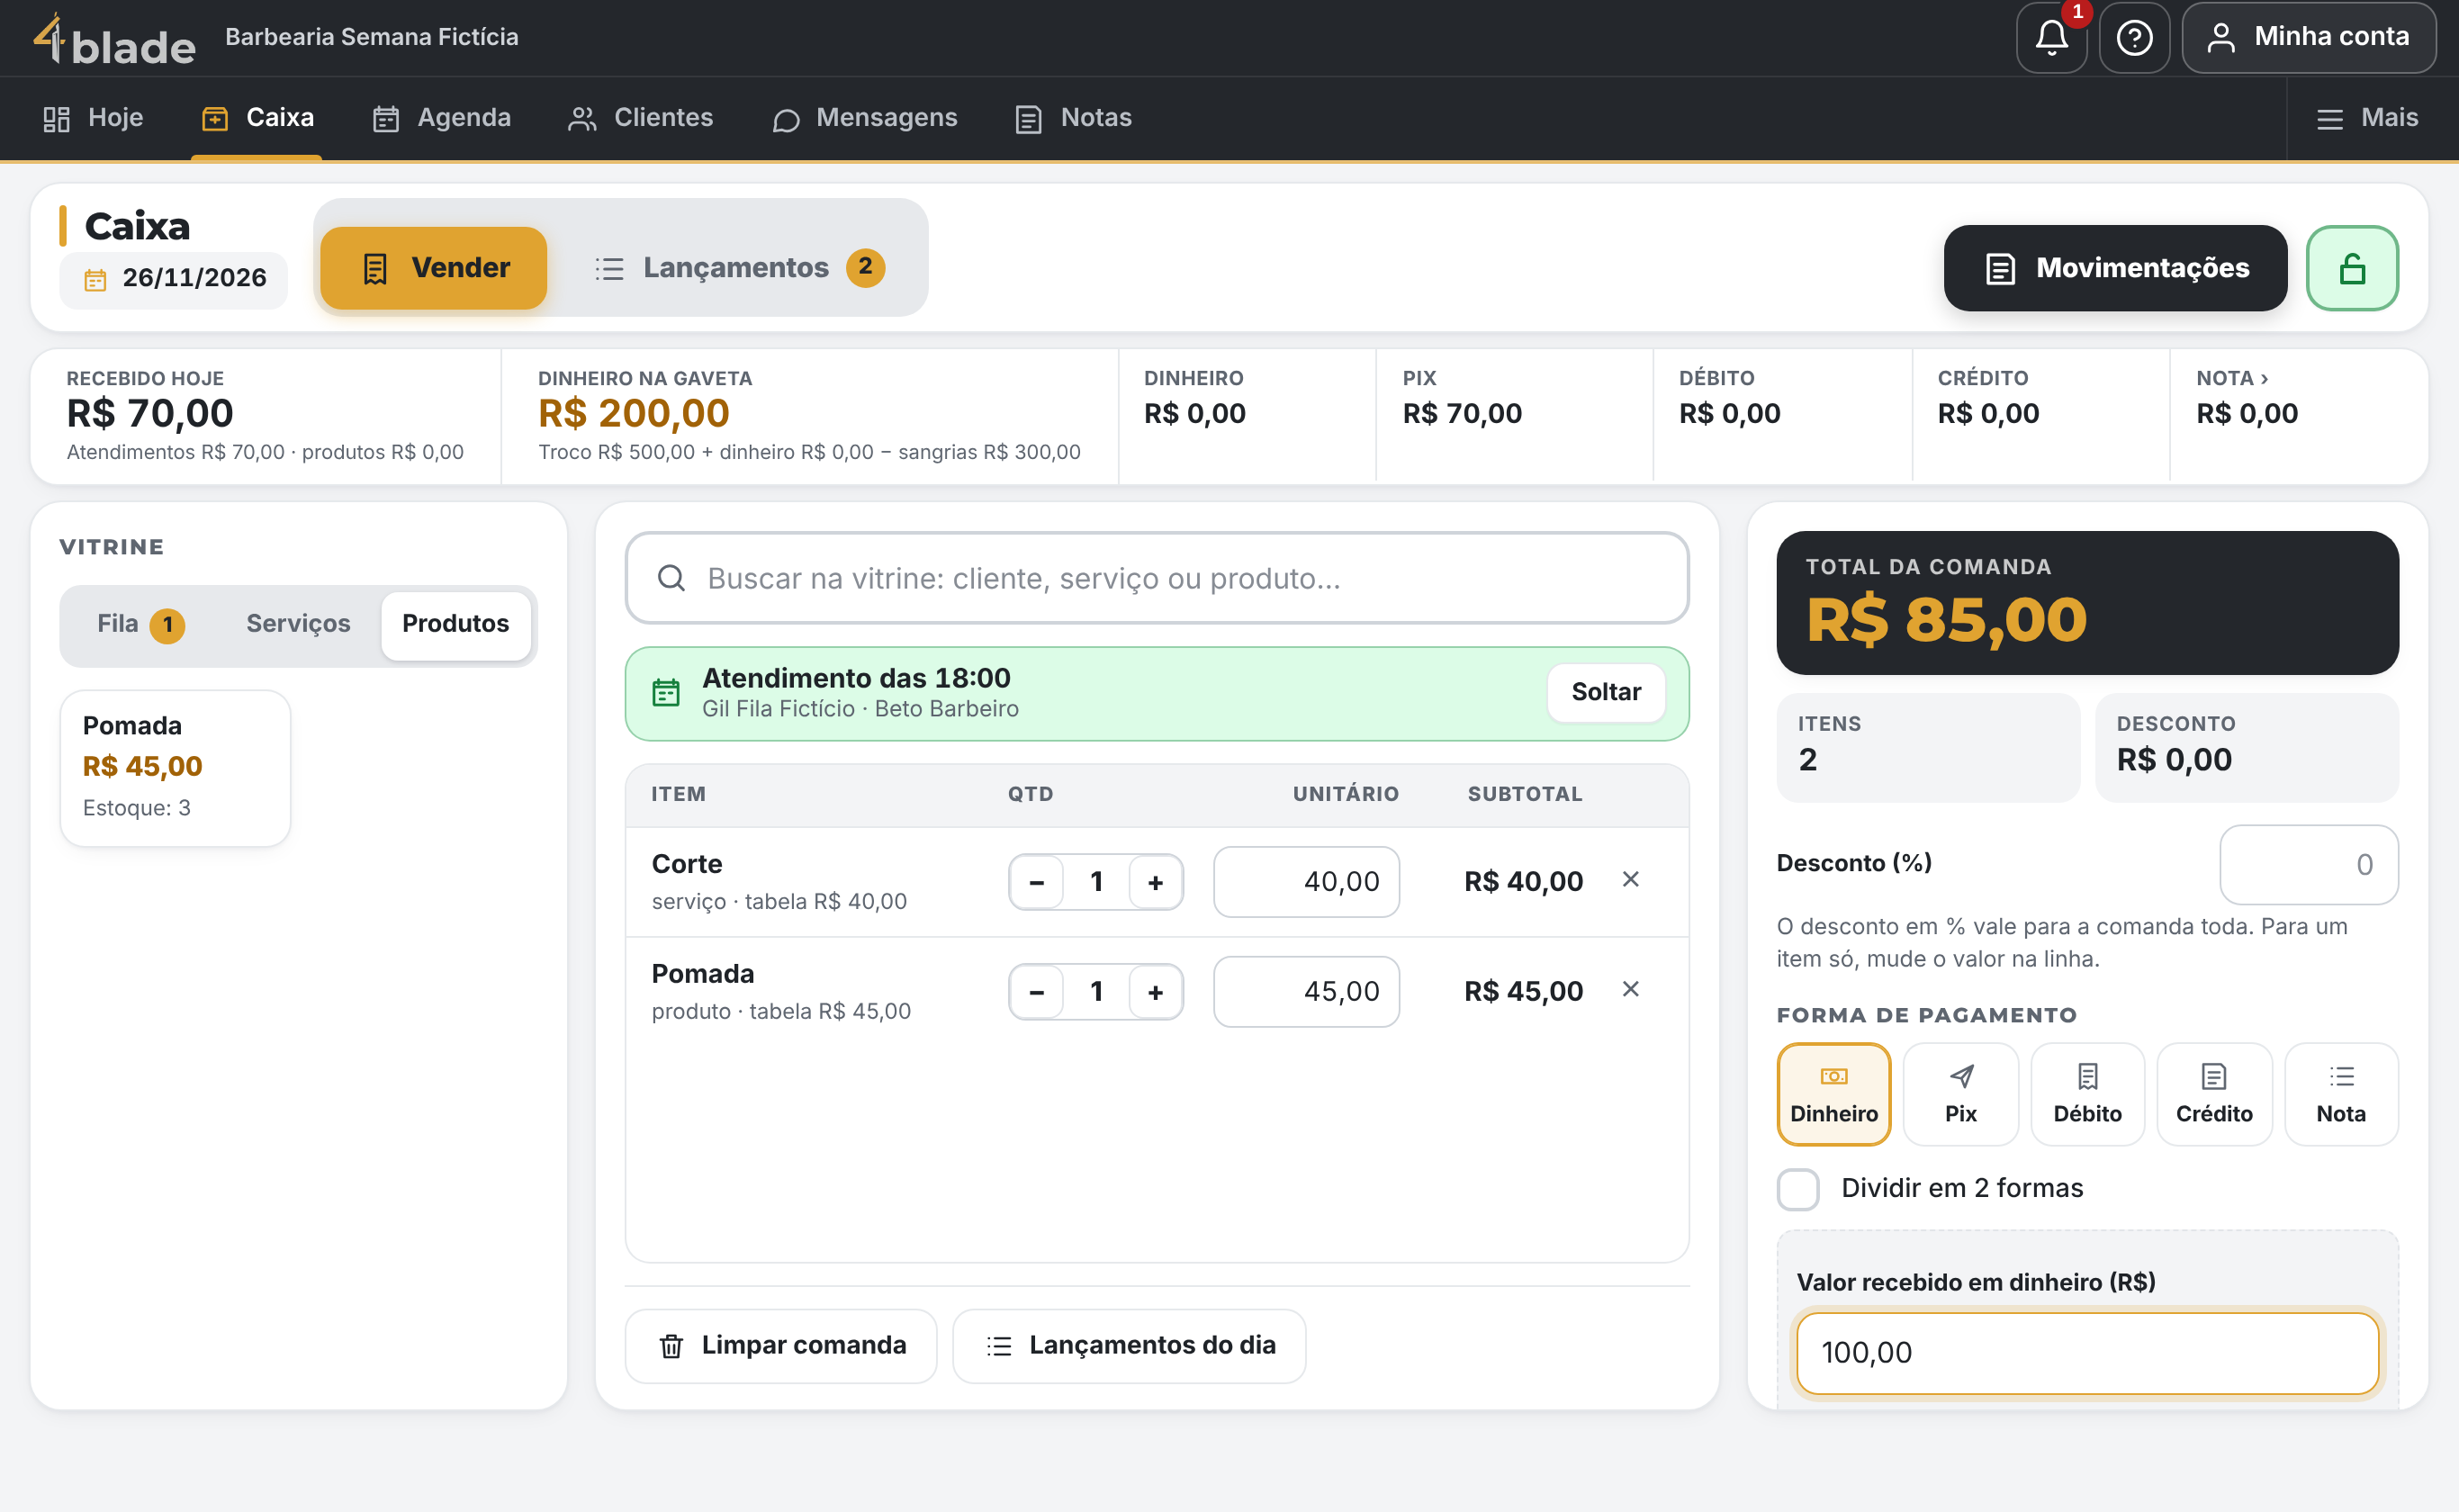 4blade
Barbearia Semana Fictícia
1
Minha conta
Hoje
Caixa
Agenda
Clientes
Mensagens
Notas
Mais
Caixa
26/11/2026
Vender
Lançamentos 2
Movimentações
RECEBIDO HOJE
R$ 70,00
Atendimentos R$ 70,00 · produtos R$ 0,00
DINHEIRO NA GAVETA
R$ 200,00
Troco R$ 500,00 + dinheiro R$ 0,00 − sangrias R$ 300,00
DINHEIRO
R$ 0,00
PIX
R$ 70,00
DÉBITO
R$ 0,00
CRÉDITO
R$ 0,00
NOTA ›
R$ 0,00
VITRINE
Fila 1
Serviços
Produtos
Pomada
R$ 45,00
Estoque: 3
Buscar na vitrine: cliente, serviço ou produto...
Atendimento das 18:00
Gil Fila Fictício · Beto Barbeiro
Soltar
ITEM QTD UNITÁRIO SUBTOTAL
Corte
serviço · tabela R$ 40,00
− 1 + 40,00 R$ 40,00 ×
Pomada
produto · tabela R$ 45,00
− 1 + 45,00 R$ 45,00 ×
Limpar comanda
Lançamentos do dia
TOTAL DA COMANDA
R$ 85,00
ITENS
2
DESCONTO
R$ 0,00
Desconto (%)
0
O desconto em % vale para a comanda toda. Para um
item só, mude o valor na linha.
FORMA DE PAGAMENTO
Dinheiro
Pix
Débito
Crédito
Nota
Dividir em 2 formas
Valor recebido em dinheiro (R$)
100,00